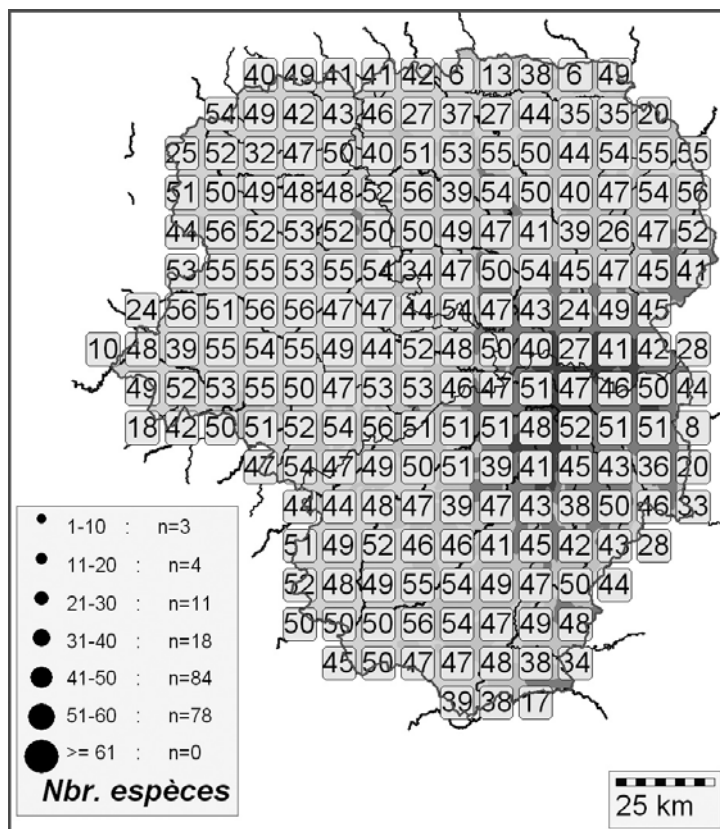 40 49 41 41 42 6 13 38 6 49
54 49 42 43 46 27 37 27 44 35 35 20
25 52 32 47 50 40 51 53 55 50 44 54 55 55
51 50 49 48 48 52 56 39 54 50 40 47 54 56
44 56 52 53 52 50 50 49 47 41 39 26 47 52
53 55 55 53 55 54 34 47 50 54 45 47 45 41
24 56 51 56 56 47 47 44 54 47 43 24 49 45
10 48 39 55 54 55 49 44 52 48 50 40 27 41 42 28
49 52 53 55 50 47 53 53 46 47 51 47 46 50 44
18 42 50 51 52 54 56 51 51 51 48 52 51 51 8
47 54 47 49 50 51 39 41 45 43 36 20
44 44 48 47 39 47 43 38 50 46 33
51 49 52 46 46 41 45 42 43 28
52 48 49 55 54 49 47 50 44
50 50 50 56 54 47 49 48
45 50 47 47 48 38 34
39 38 17
1-10 : n=3
11-20 : n=4
21-30 : n=11
31-40 : n=18
41-50 : n=84
51-60 : n=78
>= 61 : n=0
Nbr. espèces
25 km